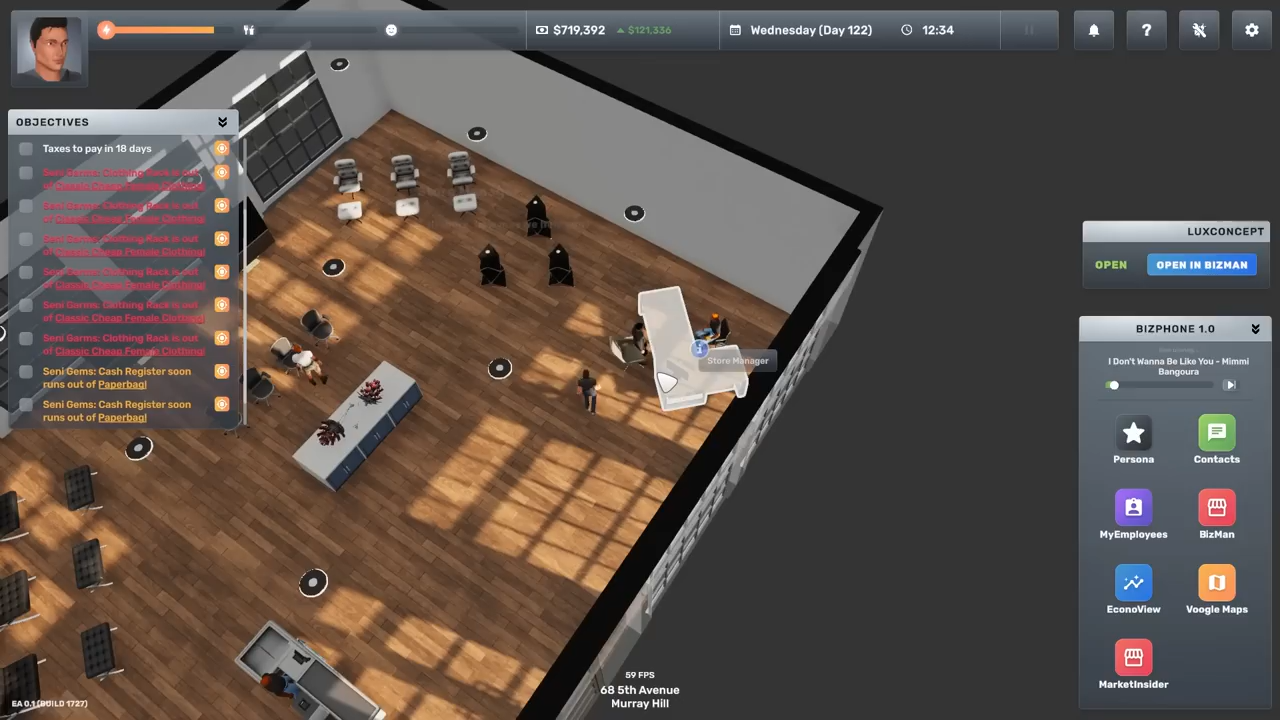 $719,392
$121,336
Wednesday (Day 122)
12:34
OBJECTIVES
Taxes to pay in 18 days
Seni Garms: Clothing Rack is out
of Classic Cheap Female Clothing!
Seni Garms: Clothing Rack is out
of Classic Cheap Female Clothing!
Seni Garms: Clothing Rack is out
of Classic Cheap Female Clothing!
Seni Garms: Clothing Rack is out
of Classic Cheap Female Clothing!
Seni Garms: Clothing Rack is out
of Classic Cheap Female Clothing!
Seni Garms: Clothing Rack is out
of Classic Cheap Female Clothing!
Seni Gems: Cash Register soon
runs out of Paperbag!
Seni Gems: Cash Register soon
runs out of Paperbag!
Store Manager
LUXCONCEPT
OPEN
OPEN IN BIZMAN
BIZPHONE 1.0
I Don't Wanna Be Like You - Mimmi
Bangoura
Persona
Contacts
MyEmployees
BizMan
EconoView
Voogle Maps
MarketInsider
59 FPS
68 5th Avenue
Murray Hill
EA 0.1 (BUILD 1727)